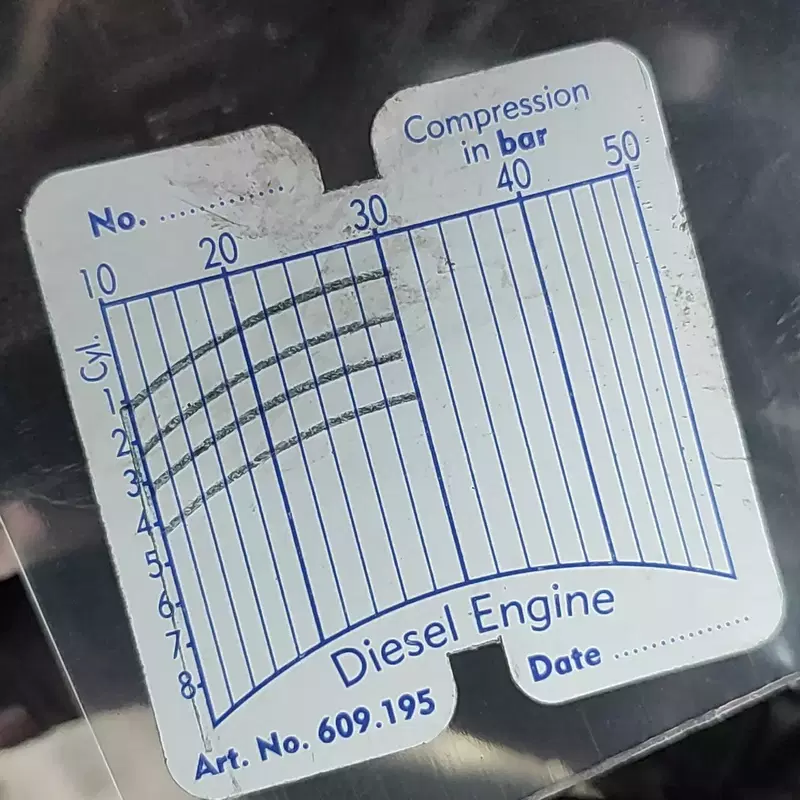 Compression
in bar
No. ................
10 20 30 40 50
Cyl.
1
2
3
4
5
6
7
8
Diesel Engine
Date ................
Art. No. 609.195